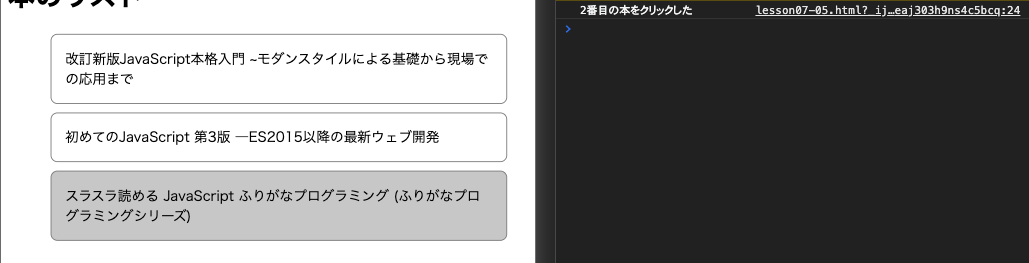 本のリスト
改訂新版JavaScript本格入門 ~モダンスタイルによる基礎から現場で
の応用まで
初めてのJavaScript 第3版 ―ES2015以降の最新ウェブ開発
スラスラ読める JavaScript ふりがなプログラミング (ふりがなプロ
グラミングシリーズ)
2番目の本をクリックした lesson07-05.html?_ij…eaj303h9ns4c5bcq:24